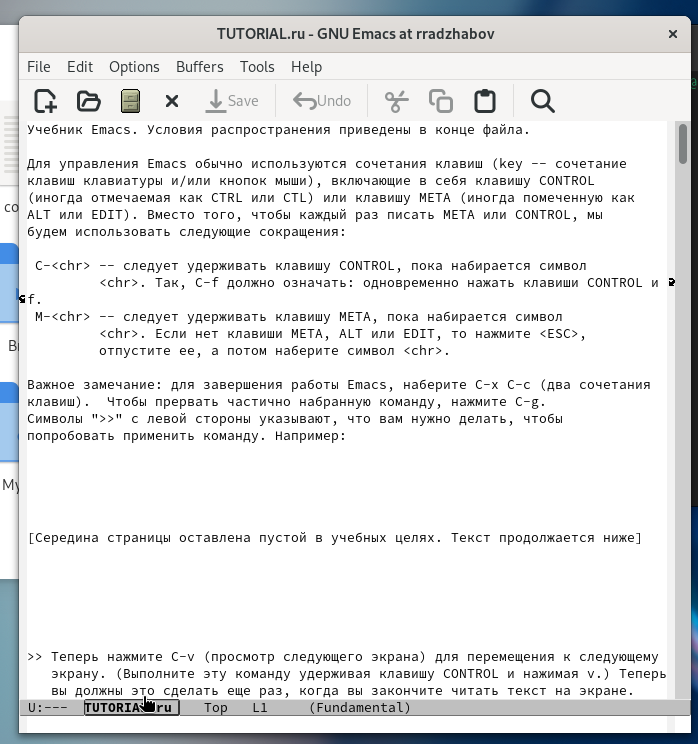 TUTORIAL.ru - GNU Emacs at rradzhabov
File Edit Options Buffers Tools Help
Save Undo
Учебник Emacs. Условия распространения приведены в конце файла.
Для управления Emacs обычно используются сочетания клавиш (key -- сочетание
клавиш клавиатуры и/или кнопок мыши), включающие в себя клавишу CONTROL
(иногда отмечаемая как CTRL или CTL) или клавишу META (иногда помеченную как
ALT или EDIT). Вместо того, чтобы каждый раз писать META или CONTROL, мы
будем использовать следующие сокращения:
C-<chr> -- следует удерживать клавишу CONTROL, пока набирается символ
<chr>. Так, C-f должно означать: одновременно нажать клавиши CONTROL и
f.
M-<chr> -- следует удерживать клавишу META, пока набирается символ
<chr>. Если нет клавиши META, ALT или EDIT, то нажмите <ESC>,
отпустите ее, а потом наберите символ <chr>.
Важное замечание: для завершения работы Emacs, наберите C-x C-c (два сочетания
клавиш). Чтобы прервать частично набранную команду, нажмите C-g.
Символы ">>" с левой стороны указывают, что вам нужно делать, чтобы
попробовать применить команду. Например:
[Середина страницы оставлена пустой в учебных целях. Текст продолжается ниже]
>> Теперь нажмите C-v (просмотр следующего экрана) для перемещения к следующему
экрану. (Выполните эту команду удерживая клавишу CONTROL и нажимая v.) Теперь
вы должны это сделать еще раз, когда вы закончите читать текст на экране.
U:--- TUTORIAL.ru Top L1 (Fundamental)